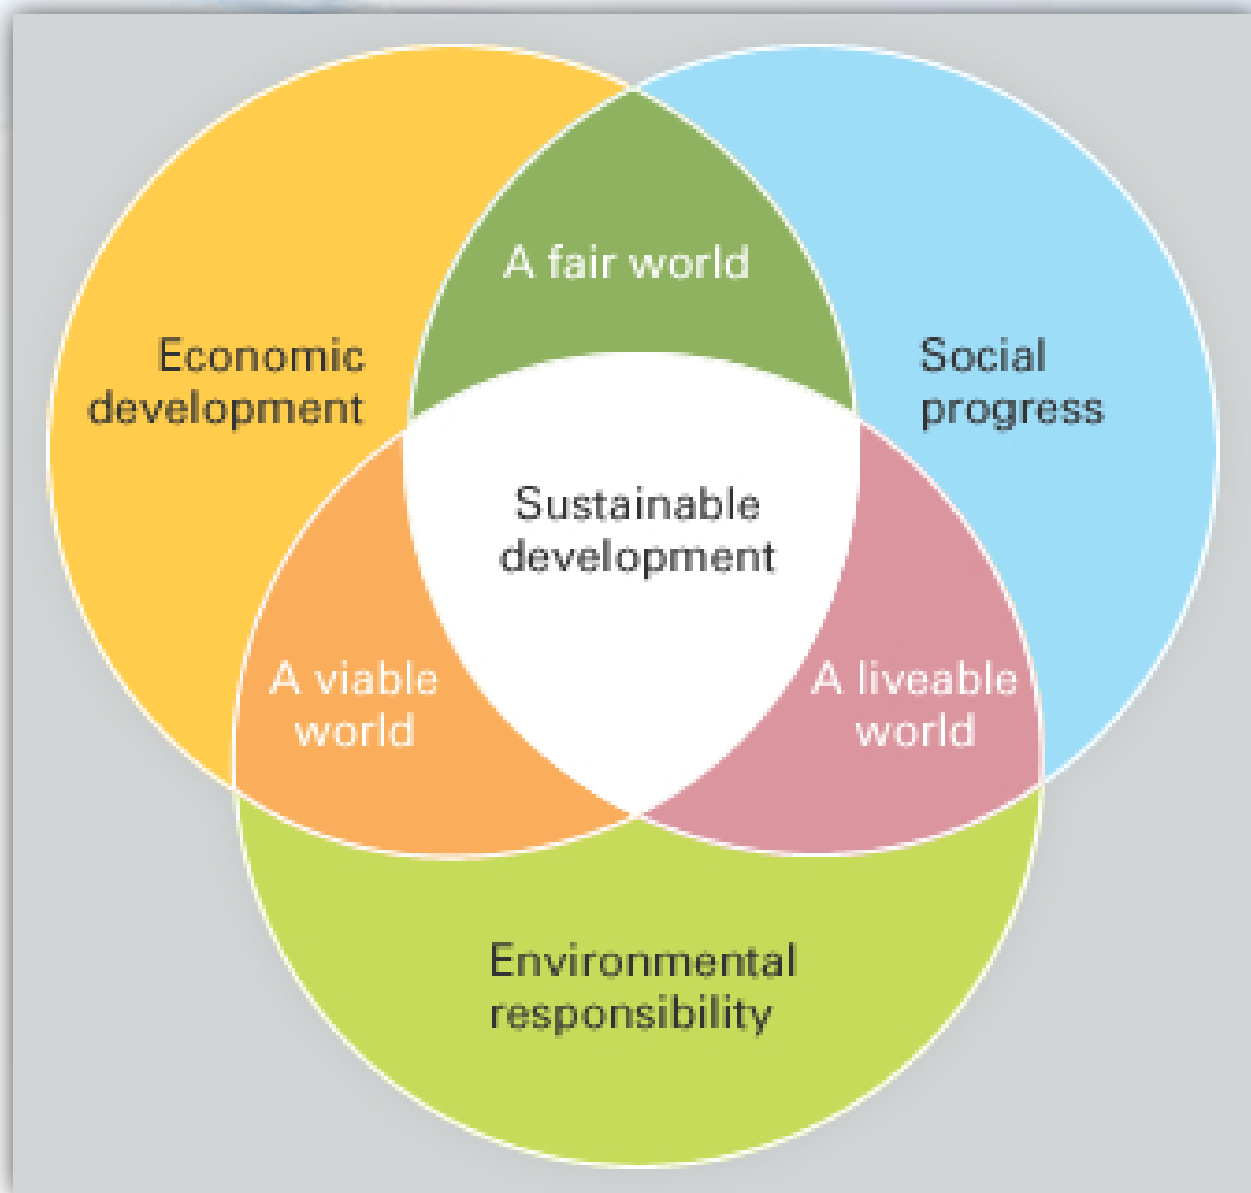 A fair world
Economic
development
Social
progress
Sustainable
development
A viable
world
A liveable
world
Environmental
responsibility